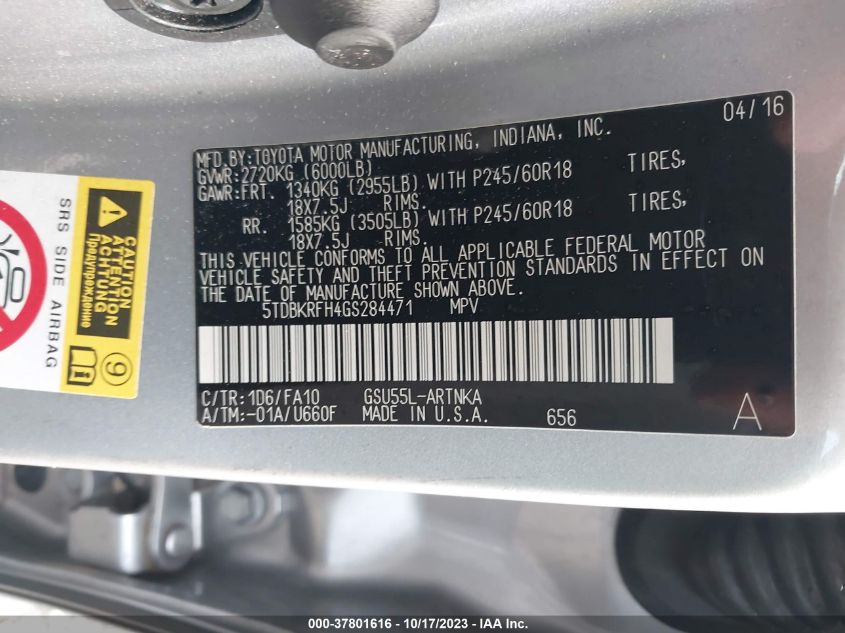 04/16
MFD.BY:TOYOTA MOTOR MANUFACTURING, INDIANA, INC.
GVWR:2720KG (6000LB)
GAWR:FRT. 1340KG (2955LB) WITH P245/60R18 TIRES,
18X7.5J RIMS.
RR. 1585KG (3505LB) WITH P245/60R18 TIRES,
18X7.5J RIMS.
THIS VEHICLE CONFORMS TO ALL APPLICABLE FEDERAL MOTOR
VEHICLE SAFETY AND THEFT PREVENTION STANDARDS IN EFFECT ON
THE DATE OF MANUFACTURE SHOWN ABOVE.
5TDBKRFH4GS284471 MPV
C/TR:1D6/FA10 GSU55L-ARTNKA
A/TM:-01A/U660F MADE IN U.S.A. 656 A
SRS SIDE AIRBAG
CAUTION
ATTENTION
ACHTUNG
Предупреждение
9
000-37801616 - 10/17/2023 - IAA Inc.